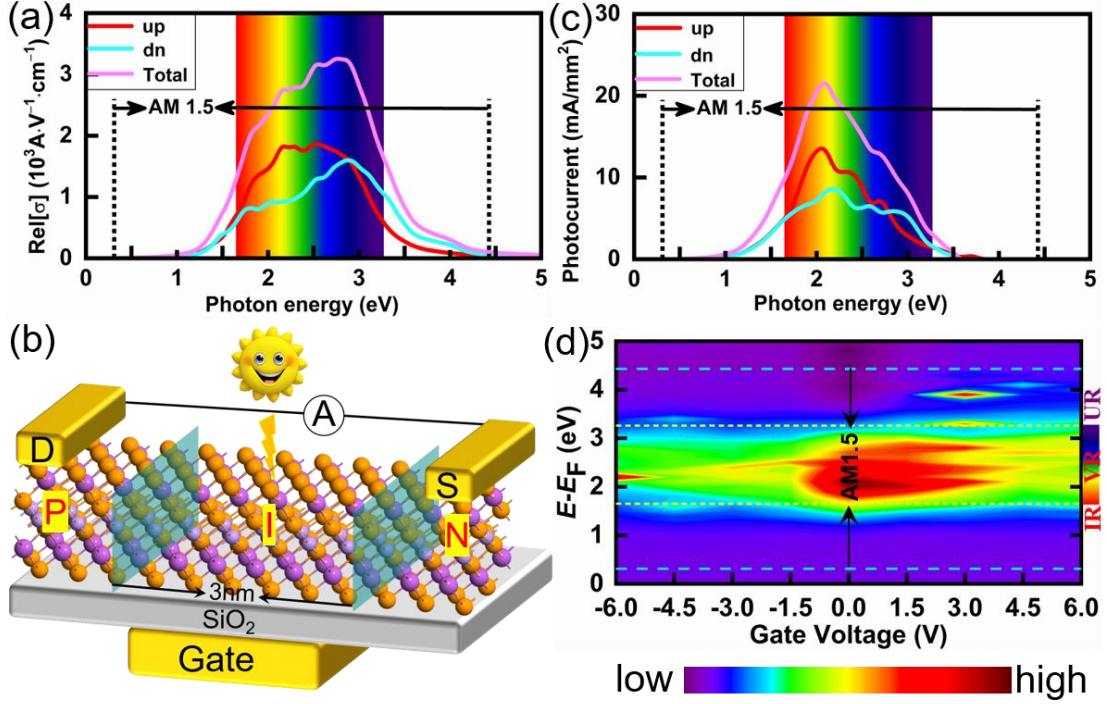 (a)
4
3
2
1
0
Rel[σ] (10³A·V⁻¹·cm⁻¹)
up
dn
Total
AM 1.5
0 1 2 3 4 5
Photon energy (eV)
(c)
30
20
10
0
Photocurrent (mA/mm²)
up
dn
Total
AM 1.5
0 1 2 3 4 5
Photon energy (eV)
(b)
A
D
S
P
I
N
3nm
SiO₂
Gate
(d)
5
4
3
2
1
0
E-E_F (eV)
AM1.5
IR VR UR
-6.0 -4.5 -3.0 -1.5 0.0 1.5 3.0 4.5 6.0
Gate Voltage (V)
low high